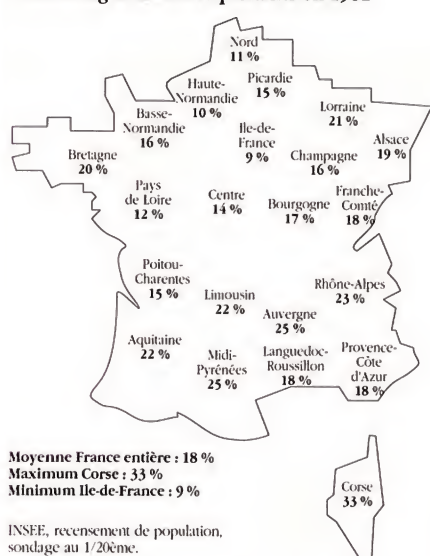 Nord
11 %
Haute-
Normandie
10 %
Picardie
15 %
Basse-
Normandie
16 %
Lorraine
21 %
Ile-de-
France
9 %
Alsace
19 %
Bretagne
20 %
Champagne
16 %
Pays
de Loire
12 %
Centre
14 %
Bourgogne
17 %
Franche-
Comté
18 %
Poitou-
Charentes
15 %
Limousin
22 %
Rhône-Alpes
23 %
Auvergne
25 %
Aquitaine
22 %
Midi-
Pyrénées
25 %
Languedoc-
Roussillon
18 %
Provence-
Côte
d'Azur
18 %
Moyenne France entière : 18 %
Maximum Corse : 33 %
Minimum Ile-de-France : 9 %
Corse
33 %
INSEE, recensement de population,
sondage au 1/20ème.